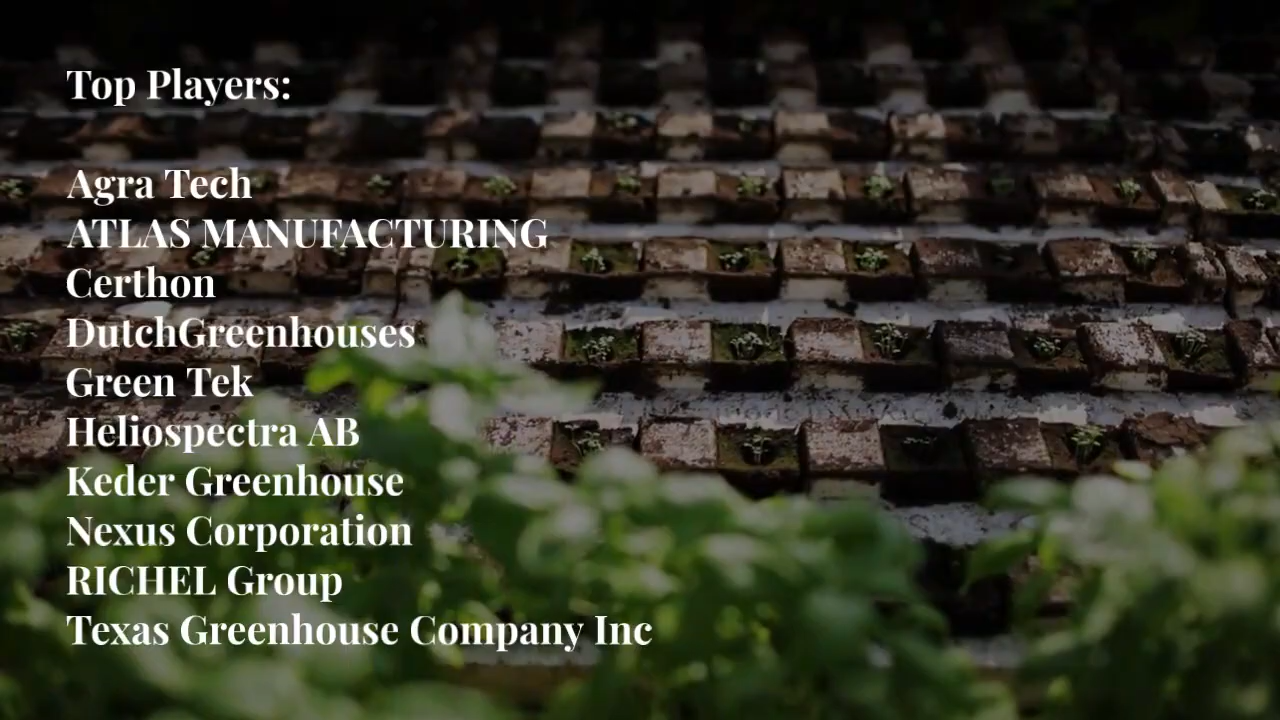 Top Players:
Agra Tech
ATLAS MANUFACTURING
Certhon
DutchGreenhouses
Green Tek
Heliospectra AB
Keder Greenhouse
Nexus Corporation
RICHEL Group
Texas Greenhouse Company Inc